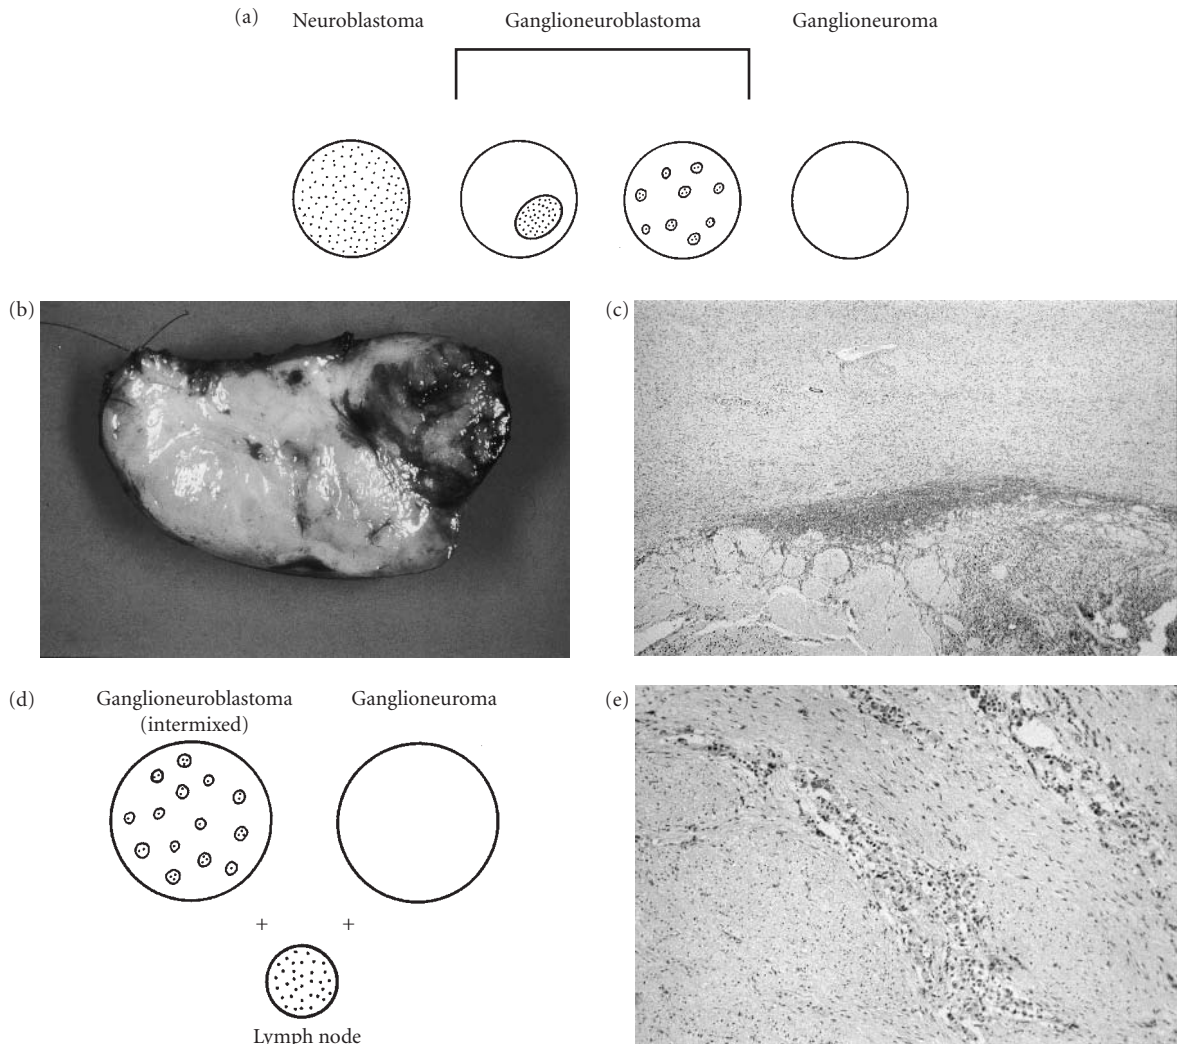 (a)
Neuroblastoma
Ganglioneuroblastoma
Ganglioneuroma
(b)
(c)
(d)
Ganglioneuroblastoma
(intermixed)
Ganglioneuroma
+
+
Lymph node
(e)